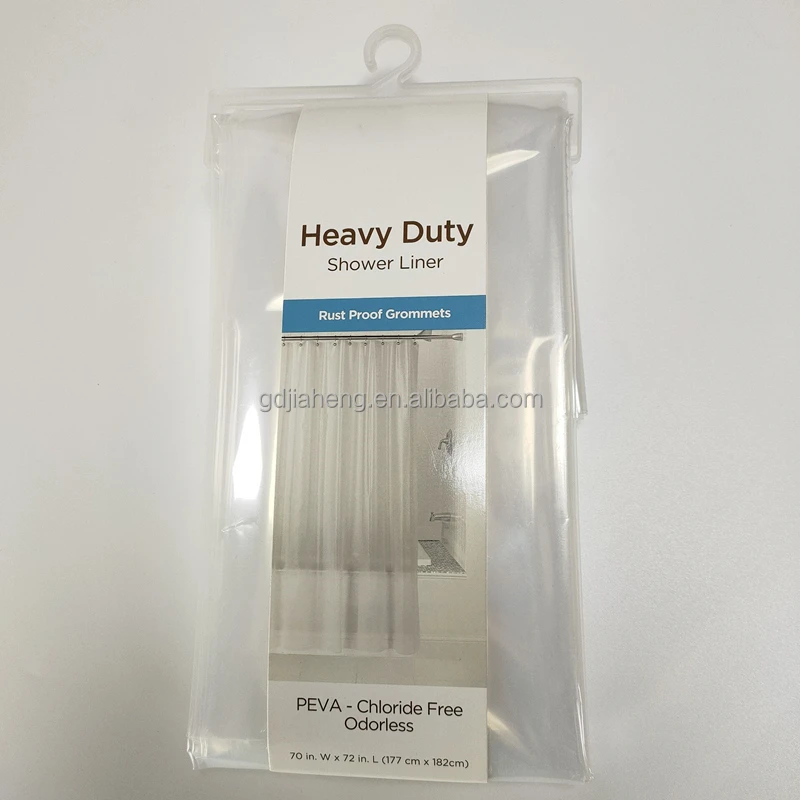 Heavy Duty
Shower Liner
Rust Proof Grommets
gdjiaheng.en.alibaba.com
PEVA - Chloride Free
Odorless
70 in. W x 72 in. L (177 cm x 182cm)